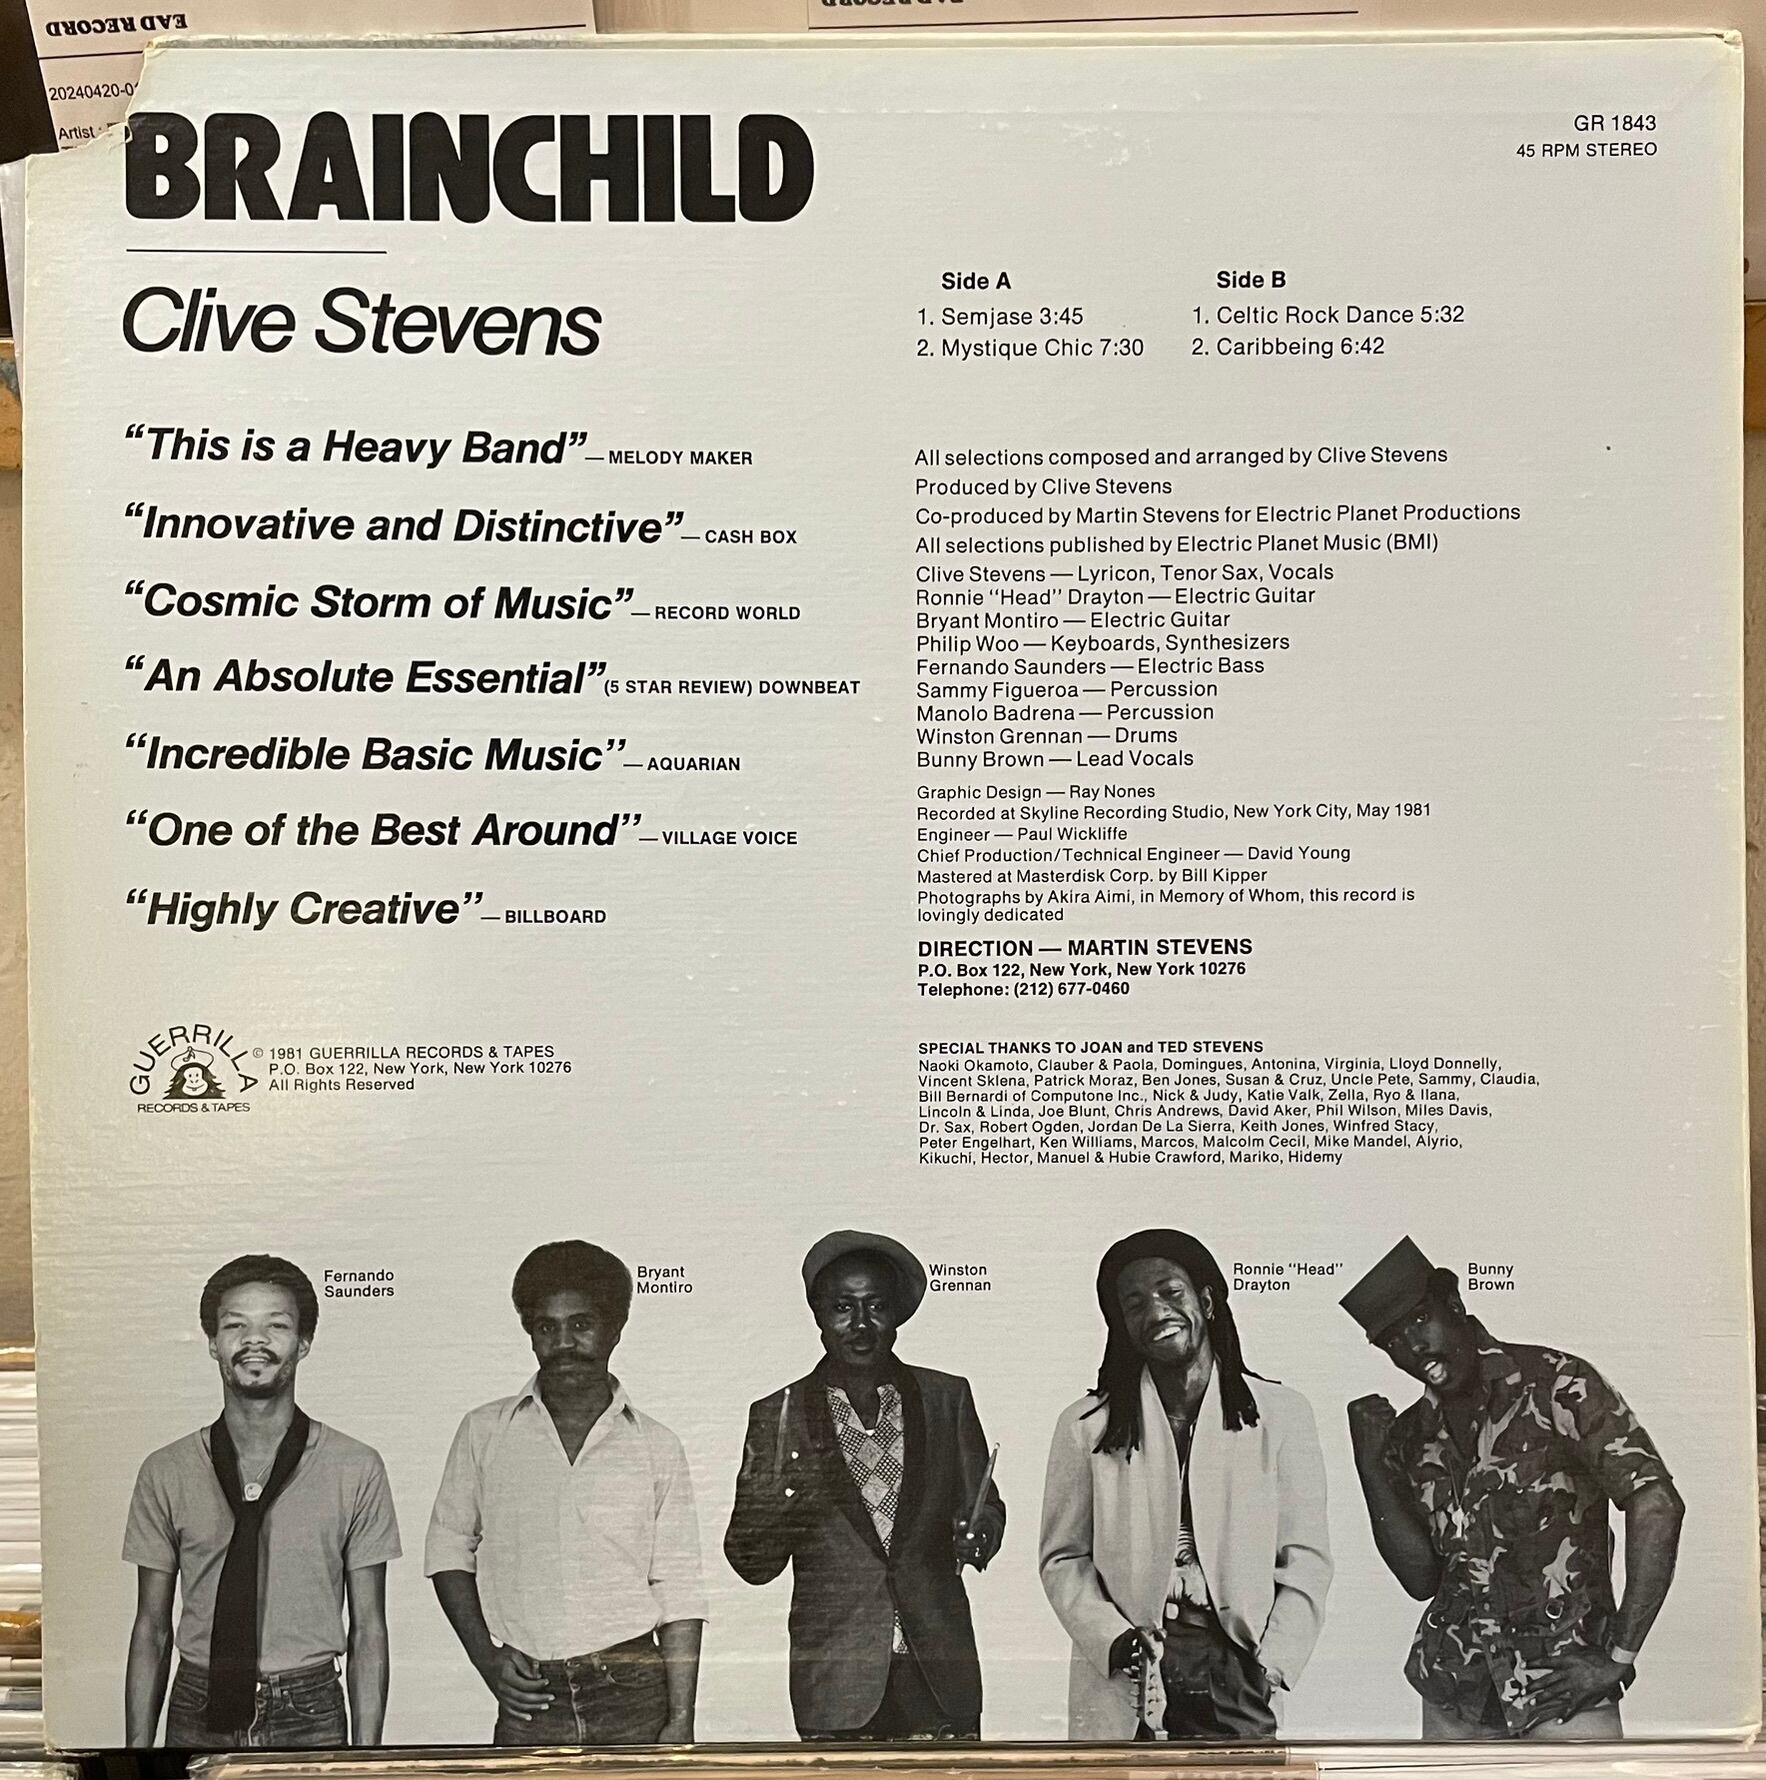 EAD RECORD
EAD RECORD
20240420-0
Artist
BRAINCHILD
GR 1843
45 RPM STEREO
Clive Stevens
Side A
1. Semjase 3:45
2. Mystique Chic 7:30
Side B
1. Celtic Rock Dance 5:32
2. Caribbeing 6:42
“This is a Heavy Band”—MELODY MAKER
“Innovative and Distinctive”—CASH BOX
“Cosmic Storm of Music”—RECORD WORLD
“An Absolute Essential”(5 STAR REVIEW) DOWNBEAT
“Incredible Basic Music”—AQUARIAN
“One of the Best Around”—VILLAGE VOICE
“Highly Creative”—BILLBOARD
All selections composed and arranged by Clive Stevens
Produced by Clive Stevens
Co-produced by Martin Stevens for Electric Planet Productions
All selections published by Electric Planet Music (BMI)
Clive Stevens — Lyricon, Tenor Sax, Vocals
Ronnie “Head” Drayton — Electric Guitar
Bryant Montiro — Electric Guitar
Philip Woo — Keyboards, Synthesizers
Fernando Saunders — Electric Bass
Sammy Figueroa — Percussion
Manolo Badrena — Percussion
Winston Grennan — Drums
Bunny Brown — Lead Vocals
Graphic Design — Ray Nones
Recorded at Skyline Recording Studio, New York City, May 1981
Engineer — Paul Wickliffe
Chief Production/Technical Engineer — David Young
Mastered at Masterdisk Corp. by Bill Kipper
Photographs by Akira Aimi, in Memory of Whom, this record is
lovingly dedicated
DIRECTION — MARTIN STEVENS
P.O. Box 122, New York, New York 10276
Telephone: (212) 677-0460
GUERRILLA
RECORDS & TAPES
© 1981 GUERRILLA RECORDS & TAPES
P.O. Box 122, New York, New York 10276
All Rights Reserved
SPECIAL THANKS TO JOAN and TED STEVENS
Naoki Okamoto, Clauber & Paola, Domingues, Antonina, Virginia, Lloyd Donnelly,
Vincent Sklena, Patrick Moraz, Ben Jones, Susan & Cruz, Uncle Pete, Sammy, Claudia,
Bill Bernardi of Computone Inc., Nick & Judy, Katie Valk, Zella, Ryo & Ilana,
Lincoln & Linda, Joe Blunt, Chris Andrews, David Aker, Phil Wilson, Miles Davis,
Dr. Sax, Robert Ogden, Jordan De La Sierra, Keith Jones, Winfred Stacy,
Peter Engelhart, Ken Williams, Marcos, Malcolm Cecil, Mike Mandel, Alyrio,
Kikuchi, Hector, Manuel & Hubie Crawford, Mariko, Hidemy
Fernando
Saunders
Bryant
Montiro
Winston
Grennan
Ronnie “Head”
Drayton
Bunny
Brown